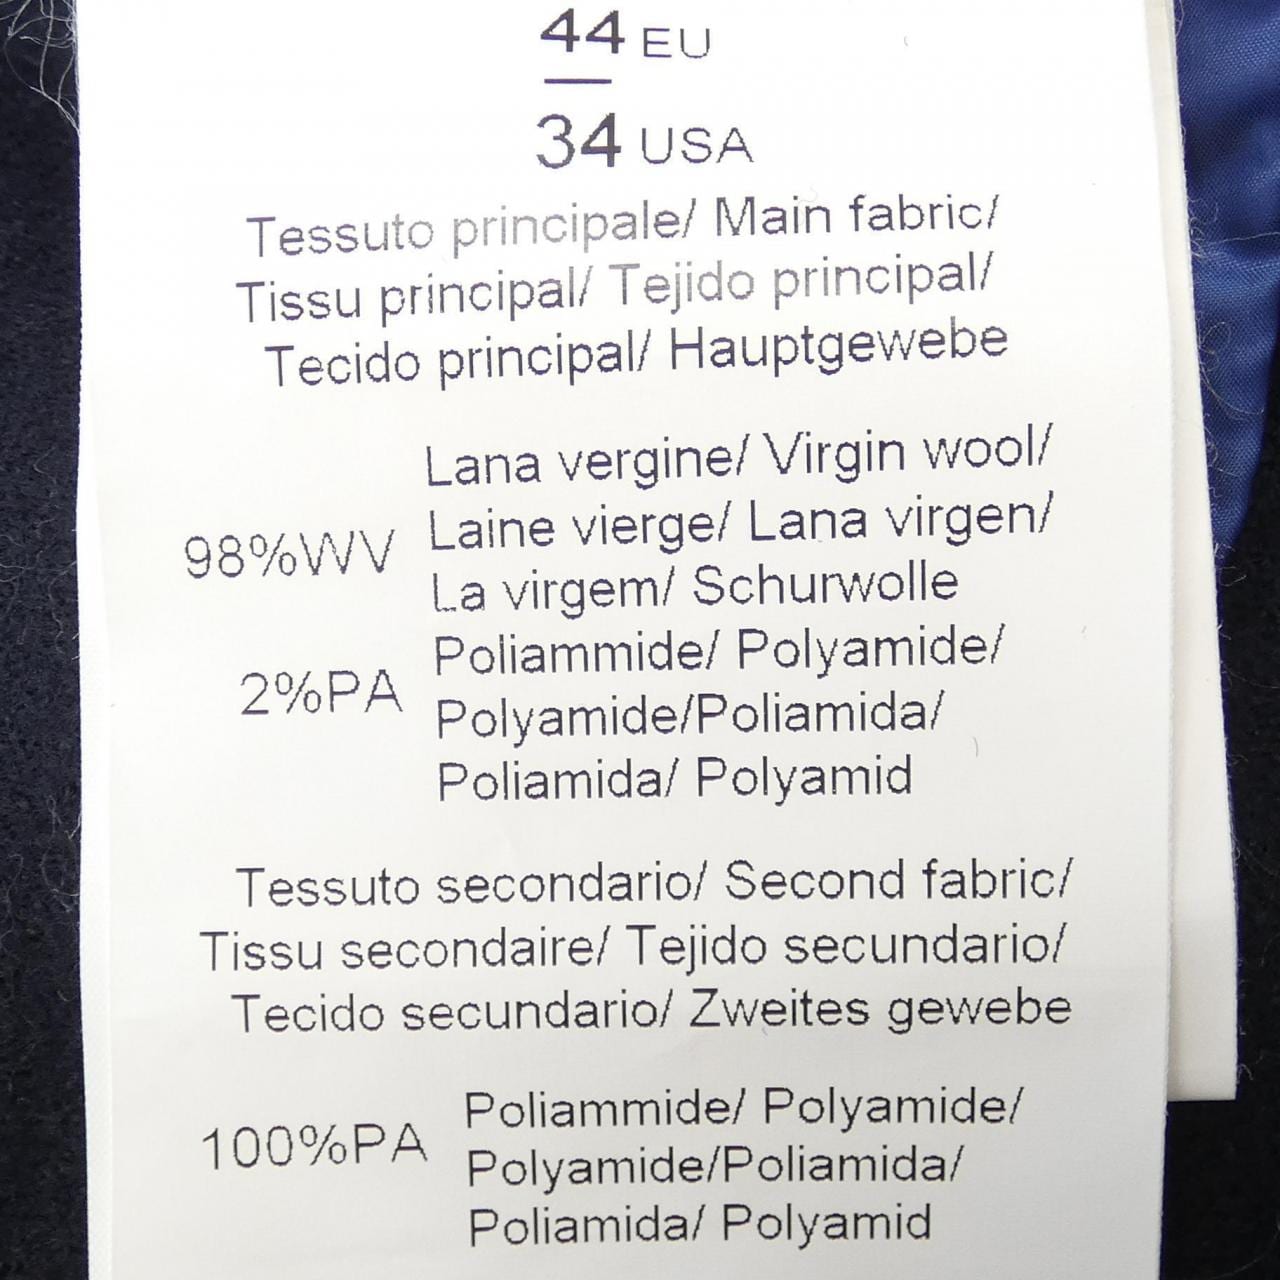 44 EU
34 USA
Tessuto principale/ Main fabric/
Tissu principal/ Tejido principal/
Tecido principal/ Hauptgewebe
Lana vergine/ Virgin wool/
98%WV Laine vierge/ Lana virgen/
La virgem/ Schurwolle
Poliammide/ Polyamide/
2%PA Polyamide/Poliamida/
Poliamida/ Polyamid
Tessuto secondario/ Second fabric/
Tissu secondaire/ Tejido secundario/
Tecido secundario/ Zweites gewebe
Poliammide/ Polyamide/
100%PA Polyamide/Poliamida/
Poliamida/ Polyamid